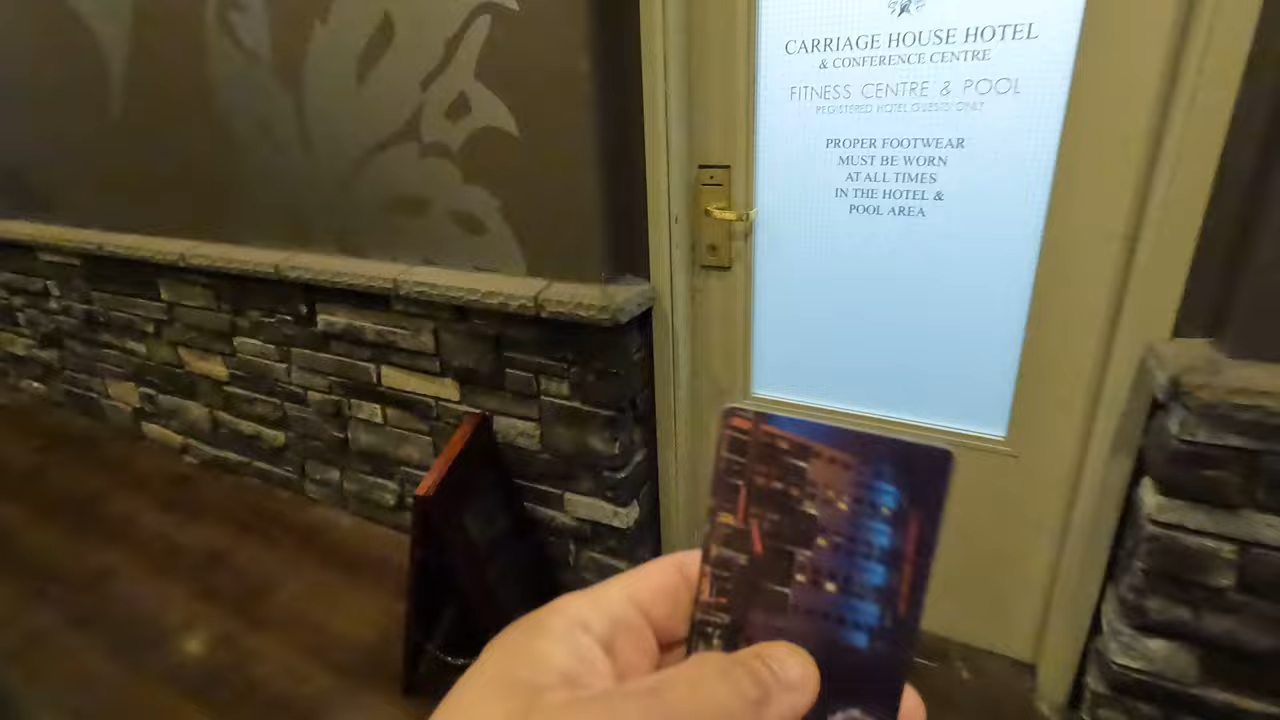 CARRIAGE HOUSE HOTEL
& CONFERENCE CENTRE
FITNESS CENTRE & POOL
REGISTERED HOTEL GUESTS ONLY
PROPER FOOTWEAR
MUST BE WORN
AT ALL TIMES
IN THE HOTEL &
POOL AREA